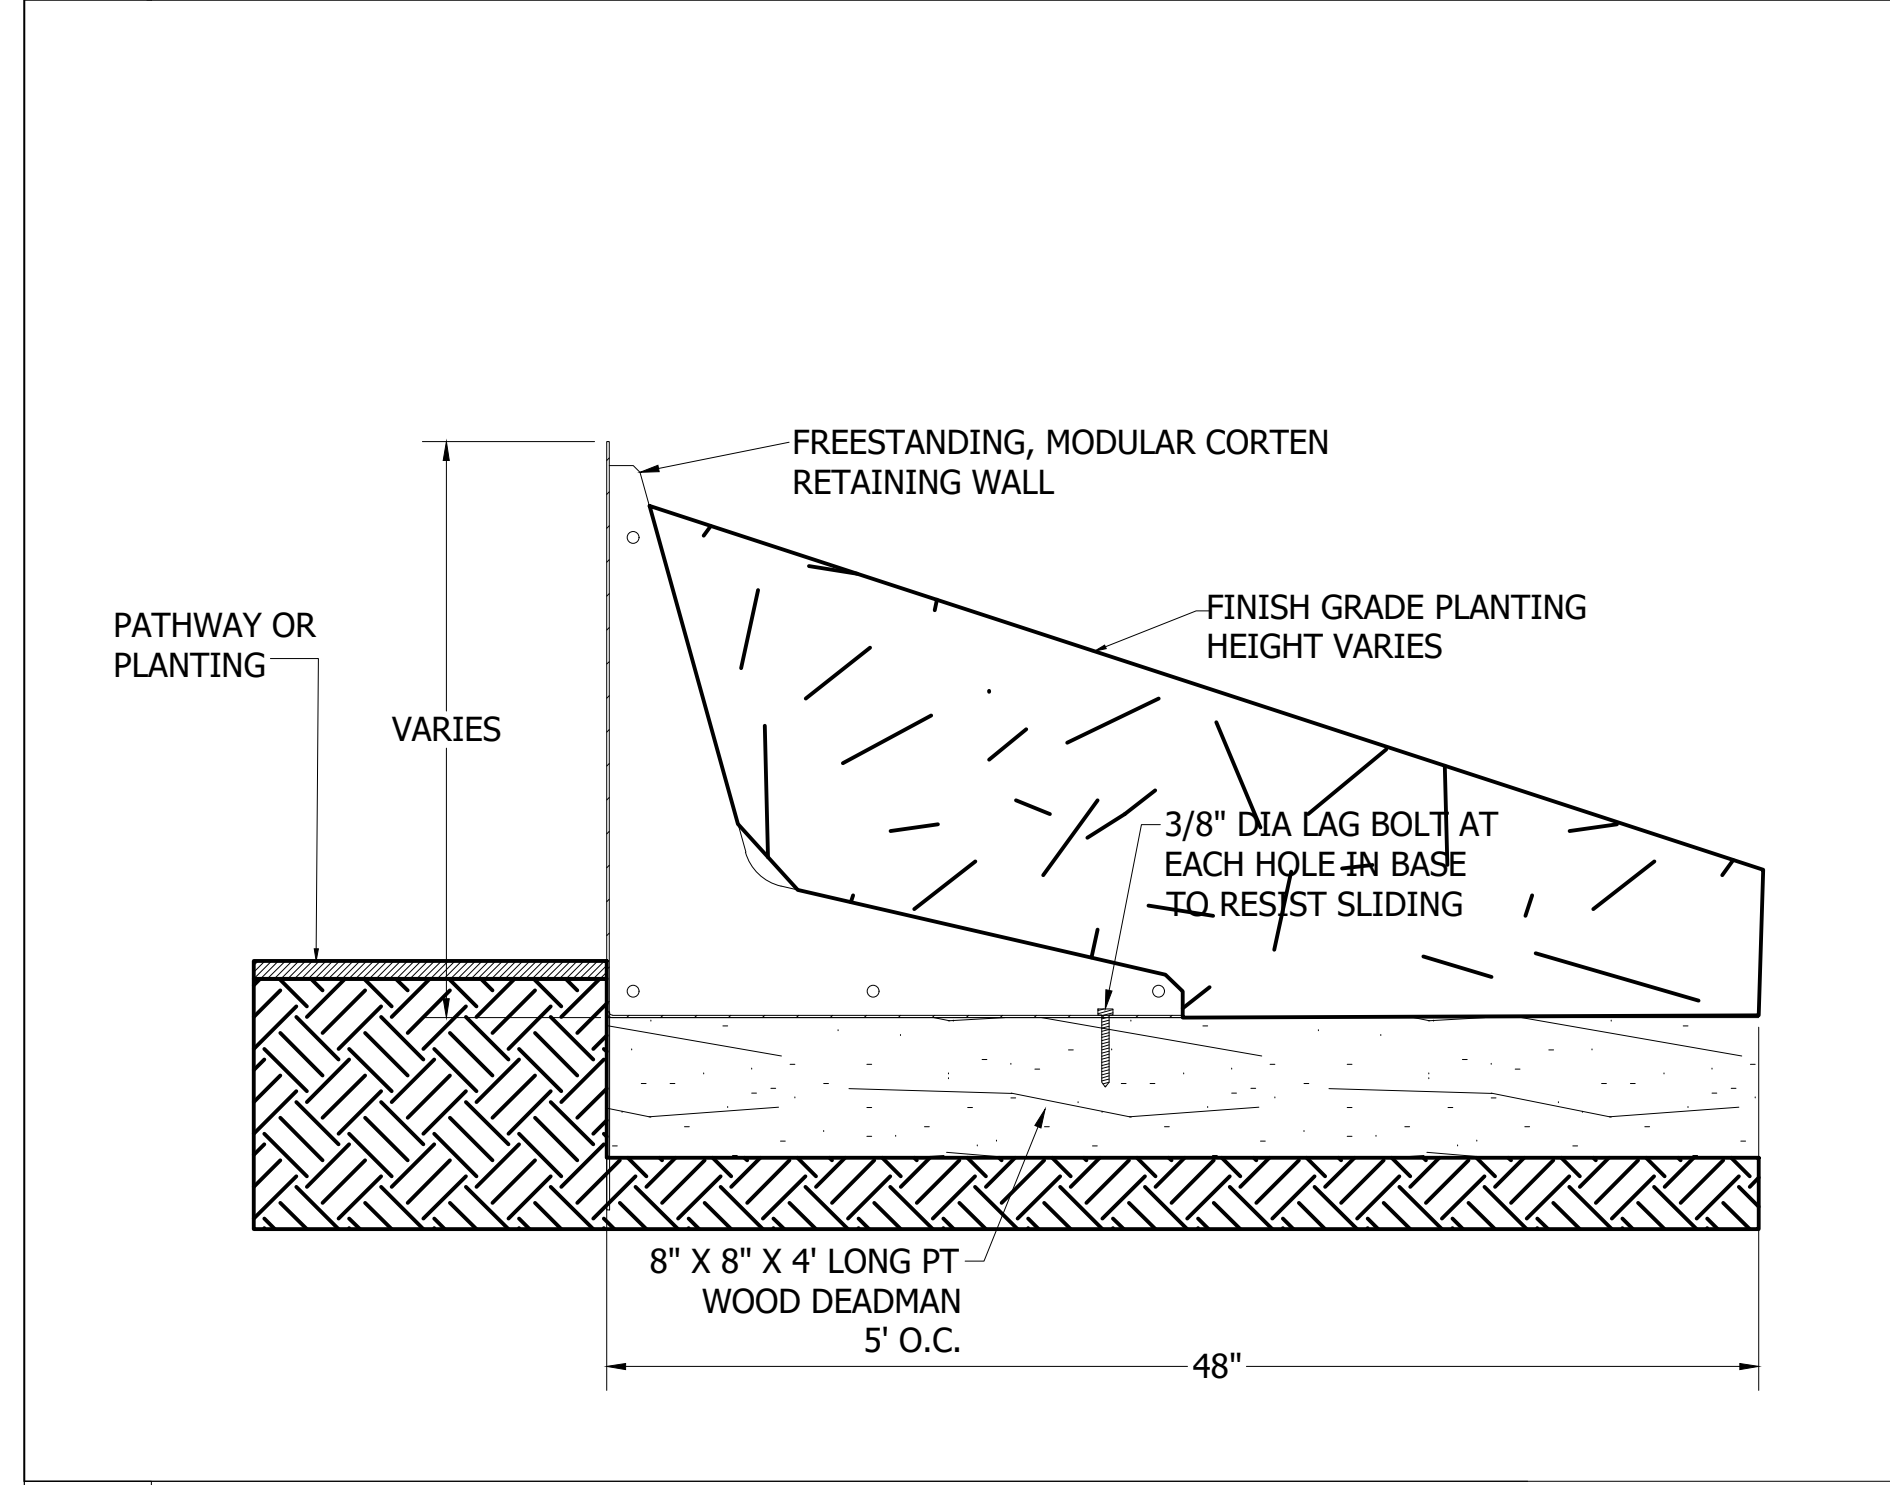 FREESTANDING, MODULAR CORTEN
RETAINING WALL
FINISH GRADE PLANTING
HEIGHT VARIES
PATHWAY OR
PLANTING
VARIES
3/8" DIA LAG BOLT AT
EACH HOLE IN BASE
TO RESIST SLIDING
8" X 8" X 4' LONG PT
WOOD DEADMAN
5' O.C.
48"